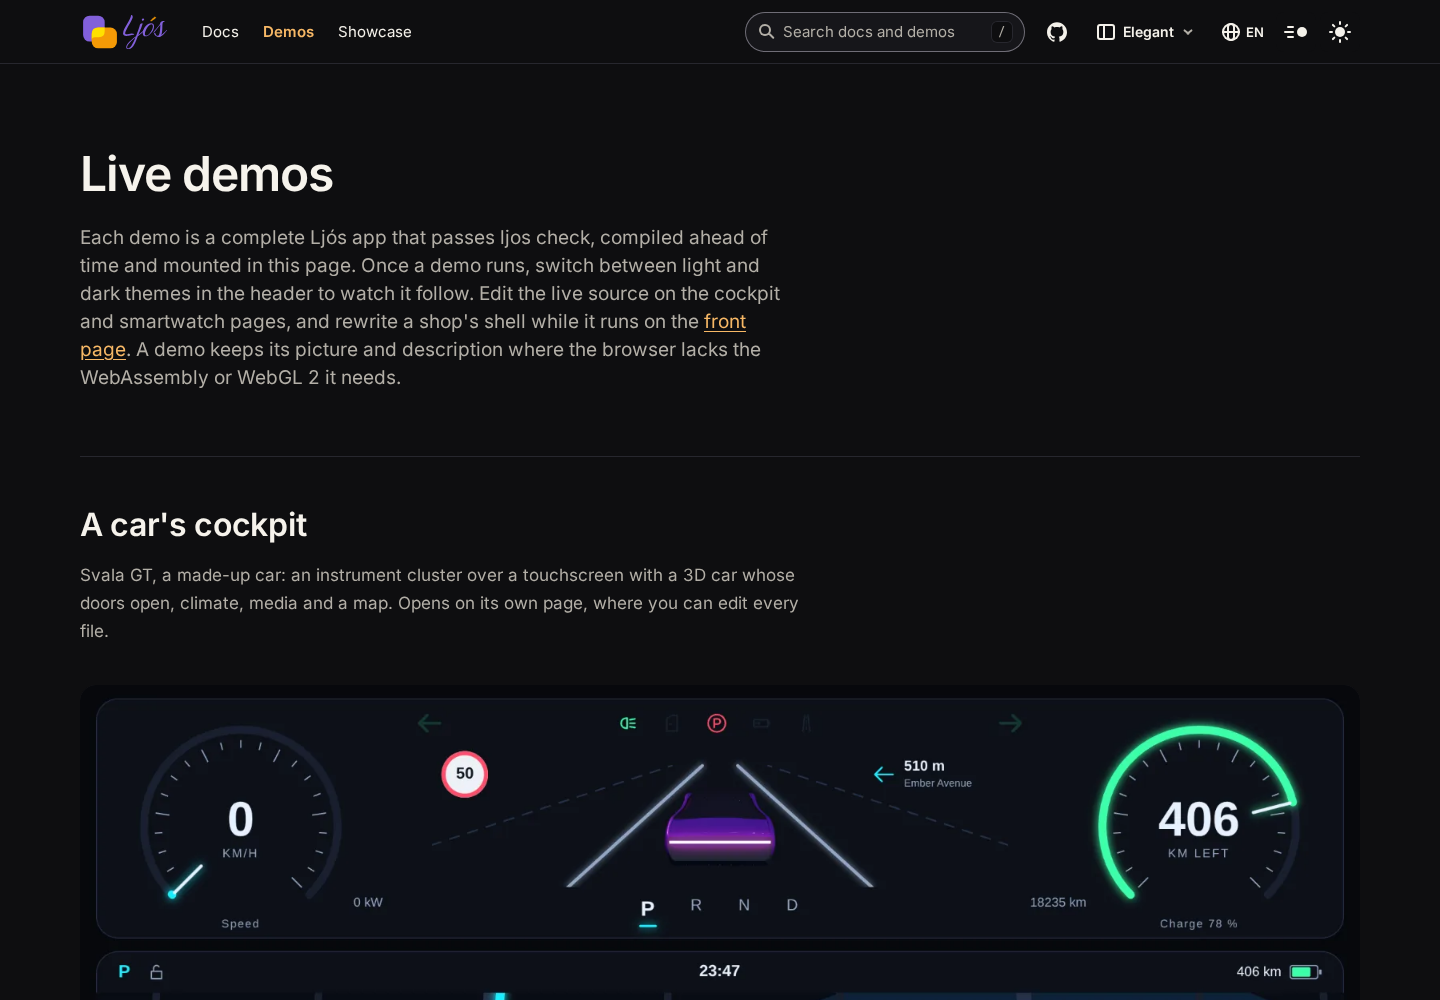 Ljós
Docs
Demos
Showcase
Search docs and demos
/
Elegant
EN
Live demos
Each demo is a complete Ljós app that passes ljos check, compiled ahead of
time and mounted in this page. Once a demo runs, switch between light and
dark themes in the header to watch it follow. Edit the live source on the cockpit
and smartwatch pages, and rewrite a shop's shell while it runs on the front
page. A demo keeps its picture and description where the browser lacks the
WebAssembly or WebGL 2 it needs.
A car's cockpit
Svala GT, a made-up car: an instrument cluster over a touchscreen with a 3D car whose
doors open, climate, media and a map. Opens on its own page, where you can edit every
file.
P
50
510 m
Ember Avenue
0
KM/H
406
KM LEFT
0 kW
P R N D
18235 km
Speed
Charge 78 %
P
23:47
406 km